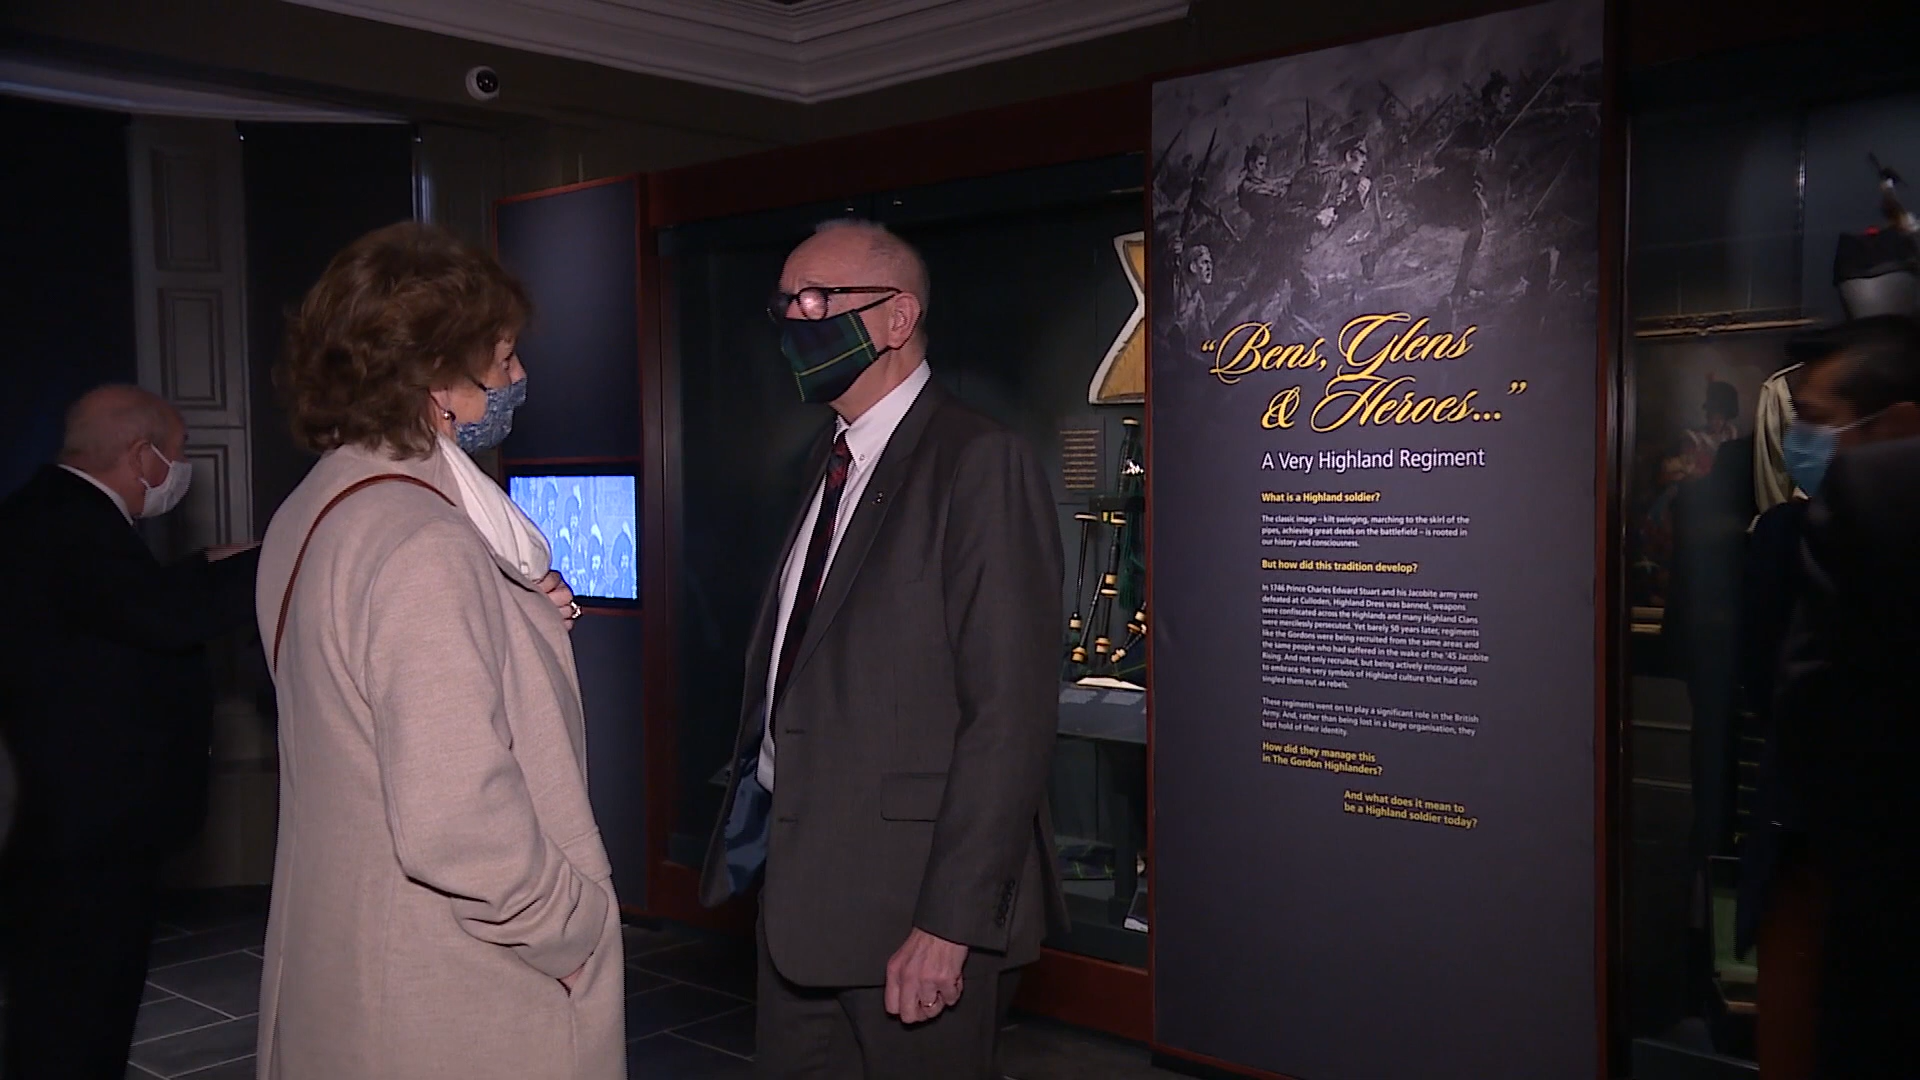 “Bens, Glens
& Heroes...”
A Very Highland Regiment
What is a Highland soldier?
The classic image – kilt swinging, marching to the skirl of the
pipes, achieving great deeds on the battlefield – is rooted in
our history and consciousness.
But how did this tradition develop?
In 1746 Prince Charles Edward Stuart and his Jacobite army were
defeated at Culloden, Highland Dress was banned, weapons
were confiscated across the Highlands and many Highland Clans
were mercilessly persecuted. Yet barely 50 years later, regiments
like the Gordons were being recruited from the same areas and
the same people who had suffered in the wake of the '45 Jacobite
Rising. And not only recruited, but being actively encouraged
to embrace the very symbols of Highland culture that had once
singled them out as rebels.
These regiments went on to play a significant role in the British
Army. And, rather than being lost in a large organisation, they
kept hold of their identity.
How did they manage this
in The Gordon Highlanders?
And what does it mean to
be a Highland soldier today?